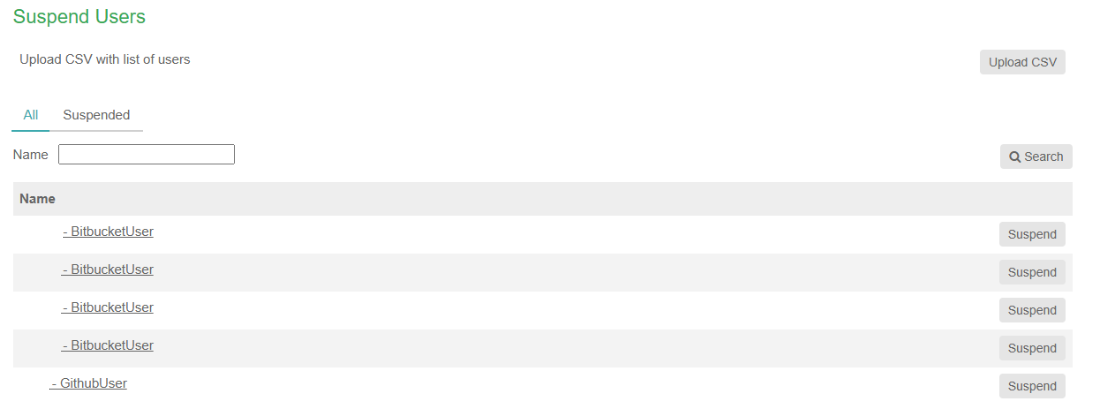 Suspend Users
Upload CSV with list of users
Upload CSV
All Suspended
Name
Search
Name
- BitbucketUser Suspend
- BitbucketUser Suspend
- BitbucketUser Suspend
- BitbucketUser Suspend
- GithubUser Suspend